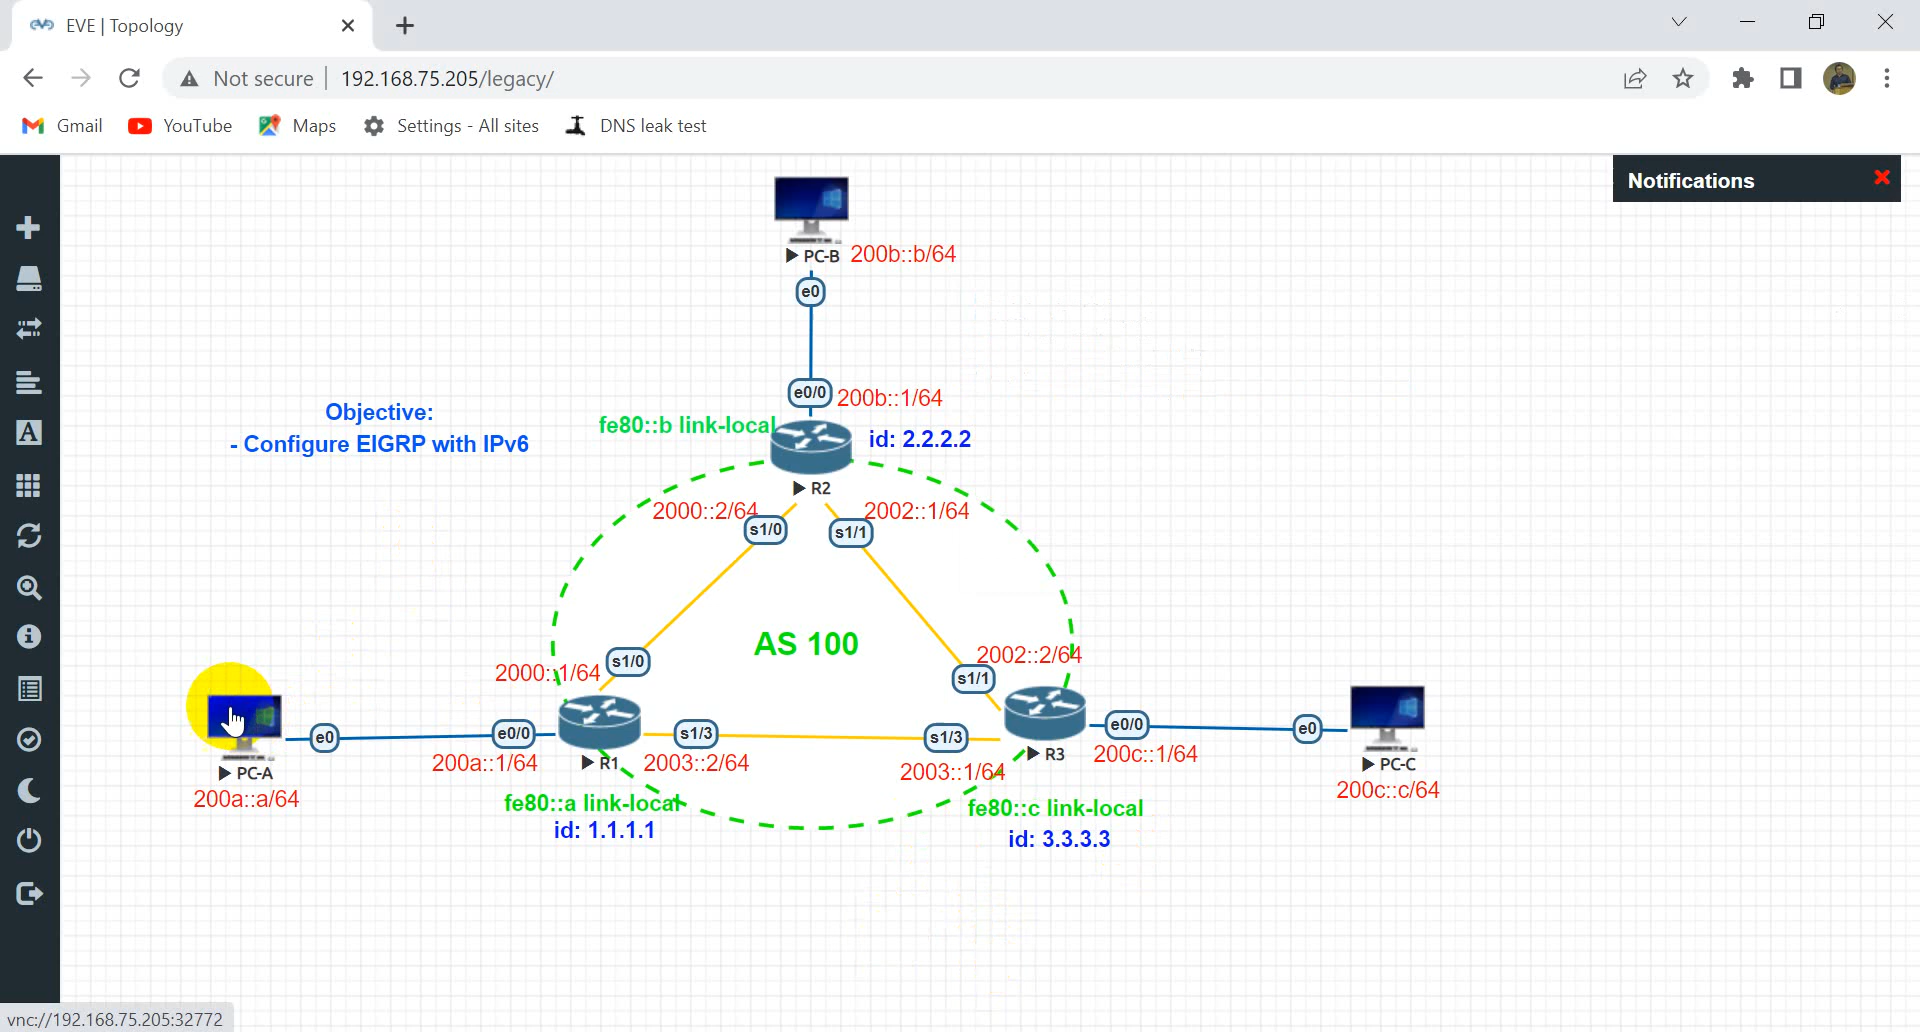 EVE | Topology
Not secure
192.168.75.205/legacy/
Gmail
YouTube
Maps
Settings - All sites
DNS leak test
Notifications
PC-B
200b::b/64
e0
e0/0
200b::1/64
Objective:
- Configure EIGRP with IPv6
fe80::b link-local
id: 2.2.2.2
R2
2000::2/64
2002::1/64
s1/0
s1/1
AS 100
2000::1/64
s1/0
2002::2/64
s1/1
e0
e0/0
s1/3
s1/3
e0/0
e0
PC-A
200a::a/64
200a::1/64
R1
2003::2/64
2003::1/64
R3
200c::1/64
PC-C
200c::c/64
fe80::a link-local
id: 1.1.1.1
fe80::c link-local
id: 3.3.3.3
vnc://192.168.75.205:32772